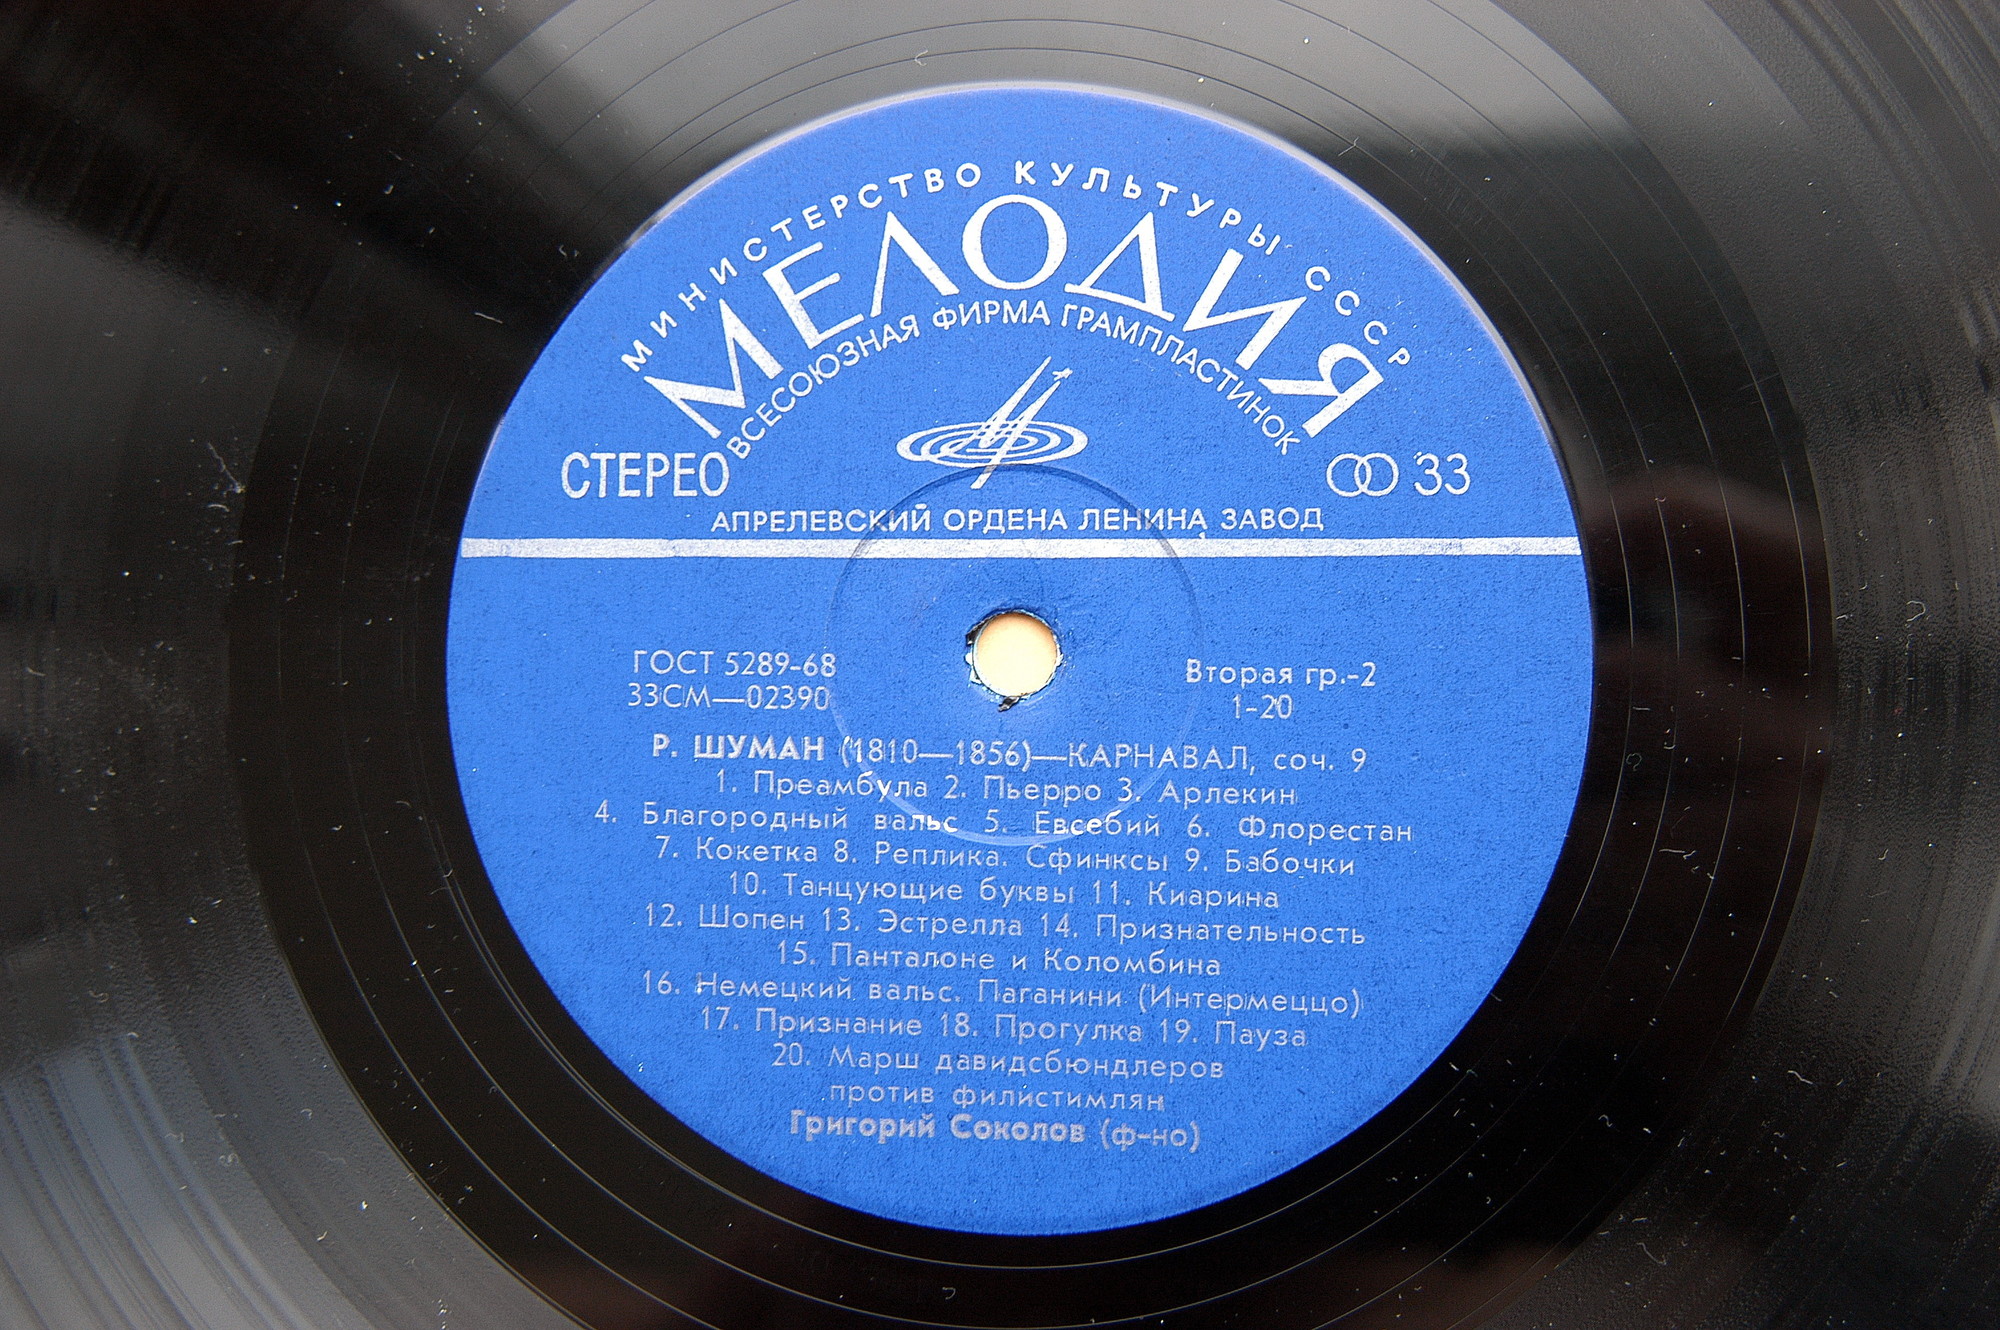 МИНИСТЕРСТВО КУЛЬТУРЫ СССР
МЕЛОДИЯ
ВСЕСОЮЗНАЯ ФИРМА ГРАМПЛАСТИНОК
СТЕРЕО
33
АПРЕЛЕВСКИЙ ОРДЕНА ЛЕНИНА ЗАВОД
ГОСТ 5289-68
33СМ—02390
Вторая гр.-2
1-20
Р. ШУМАН (1810—1856)—КАРНАВАЛ, соч. 9
1. Преамбула 2. Пьерро 3. Арлекин
4. Благородный вальс 5. Евсебий 6. Флорестан
7. Кокетка 8. Реплика. Сфинксы 9. Бабочки
10. Танцующие буквы 11. Киарина
12. Шопен 13. Эстрелла 14. Признательность
15. Панталоне и Коломбина
16. Немецкий вальс. Паганини (Интермеццо)
17. Признание 18. Прогулка 19. Пауза
20. Марш давидсбюндлеров
против филистимлян
Григорий Соколов (ф-но)